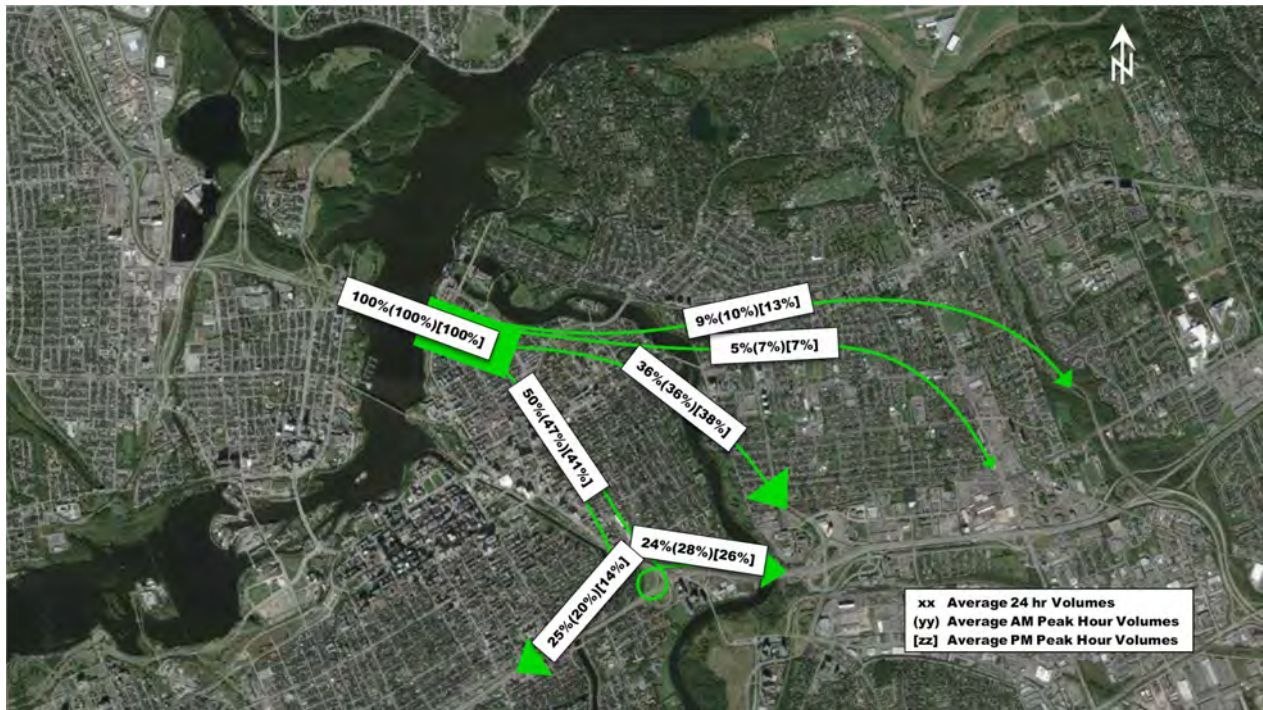 N
100%(100%)[100%]
9%(10%)[13%]
5%(7%)[7%]
36%(36%)[38%]
50%(47%)[41%]
24%(28%)[26%]
25%(20%)[14%]
xx Average 24 hr Volumes
(yy) Average AM Peak Hour Volumes
[zz] Average PM Peak Hour Volumes